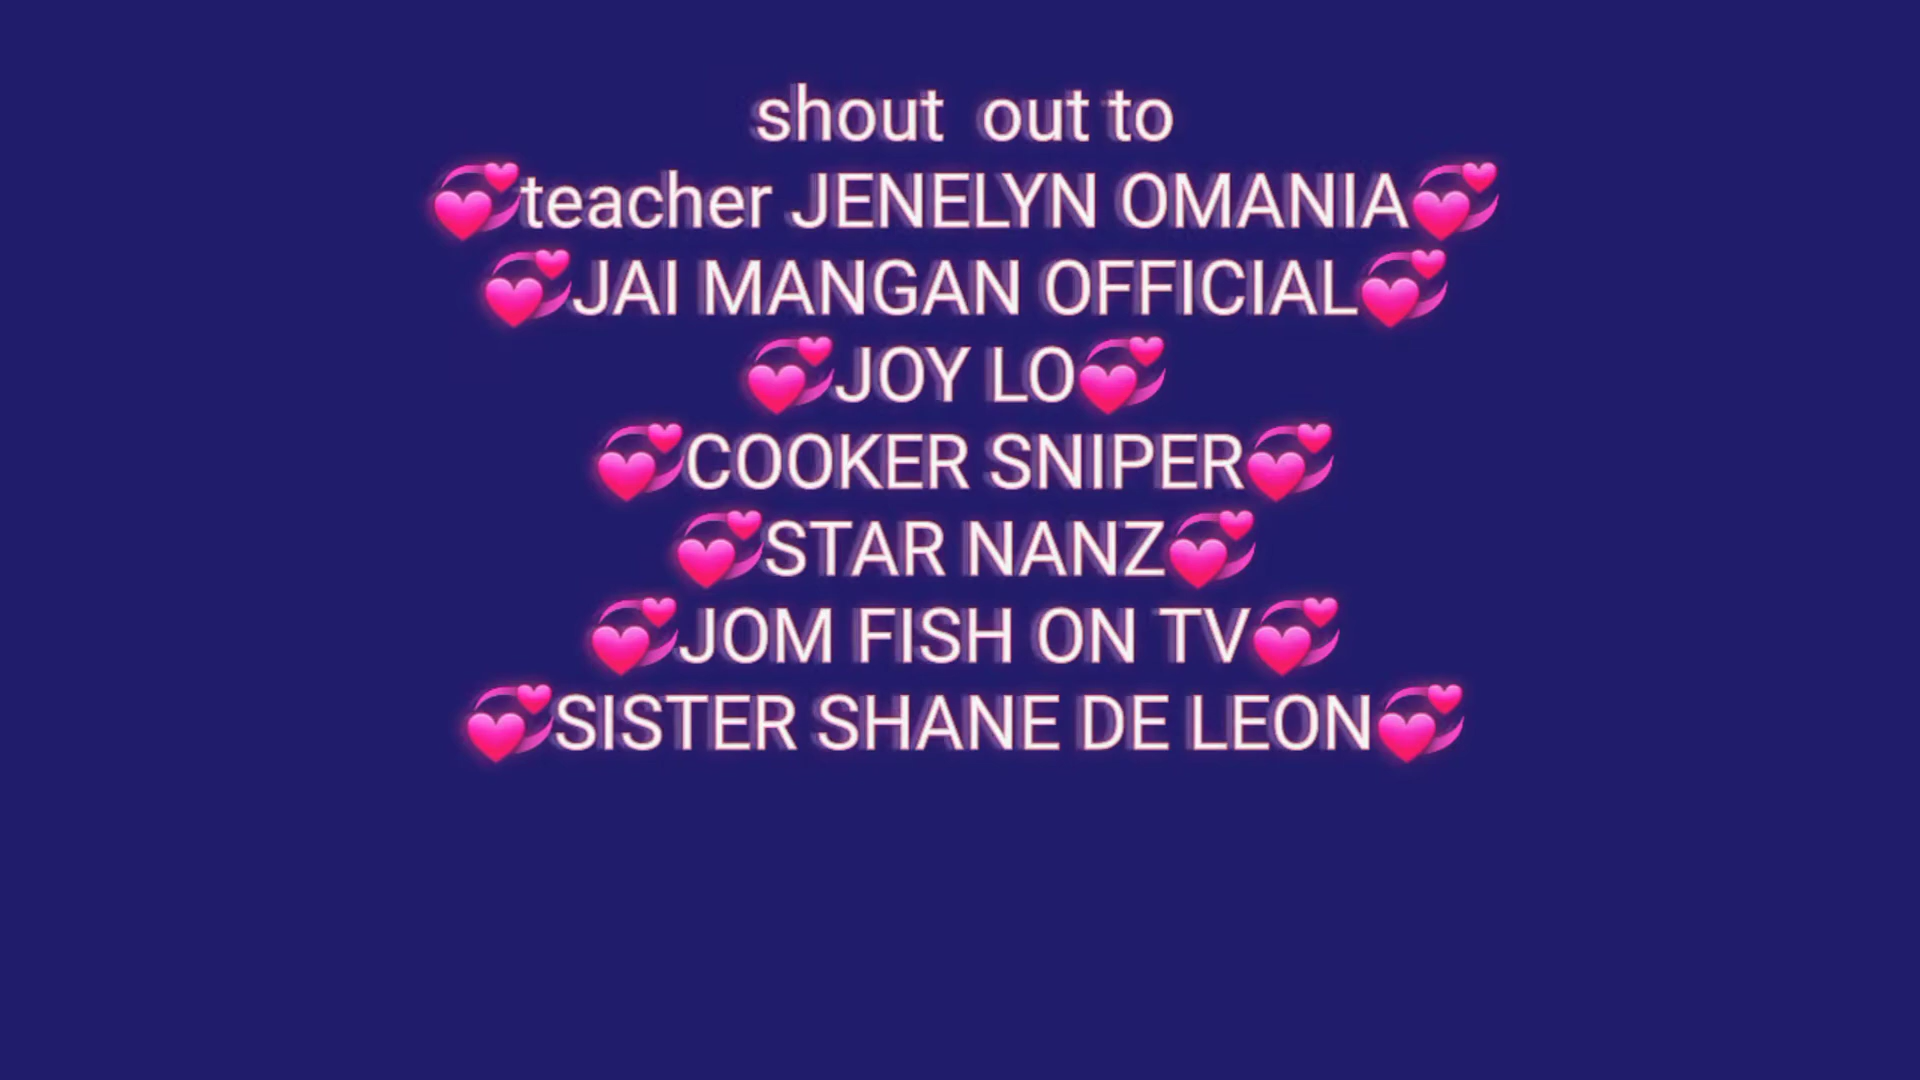 shout  out to
💞teacher JENELYN OMANIA💞
💞JAI MANGAN OFFICIAL💞
💞JOY LO💞
💞COOKER SNIPER💞
💞STAR NANZ💞
💞JOM FISH ON TV💞
💞SISTER SHANE DE LEON💞